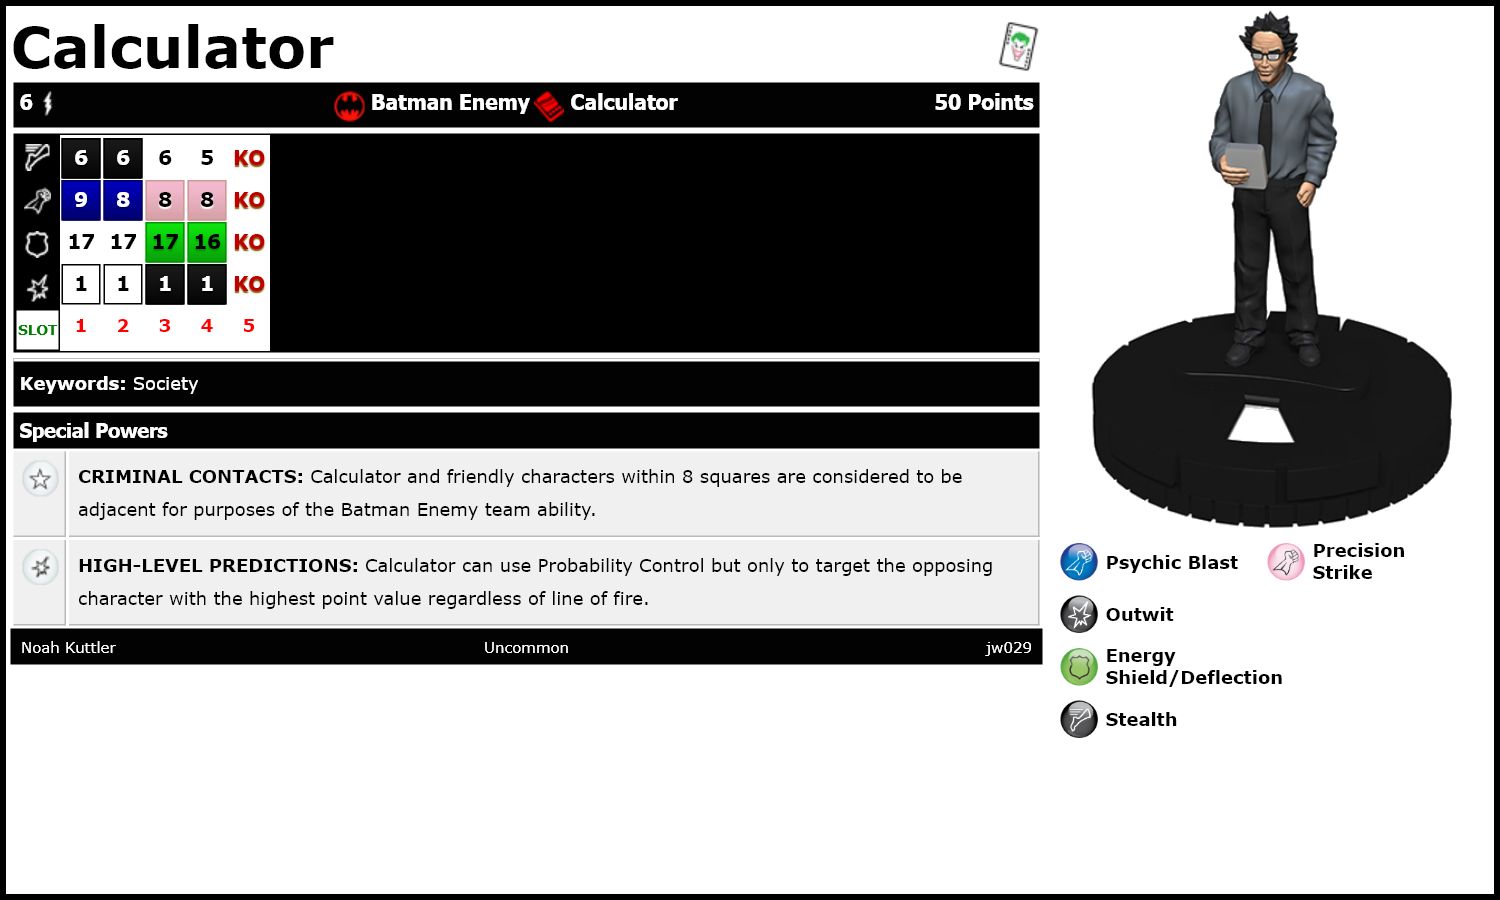 Calculator
6 Batman Enemy Calculator 50 Points
6 6 6 5 KO
9 8 8 8 KO
17 17 17 16 KO
1 1 1 1 KO
SLOT 1 2 3 4 5
Keywords: Society
Special Powers
CRIMINAL CONTACTS: Calculator and friendly characters within 8 squares are considered to be
adjacent for purposes of the Batman Enemy team ability.
HIGH-LEVEL PREDICTIONS: Calculator can use Probability Control but only to target the opposing
character with the highest point value regardless of line of fire.
Noah Kuttler Uncommon jw029
Psychic Blast
Precision
Strike
Outwit
Energy
Shield/Deflection
Stealth